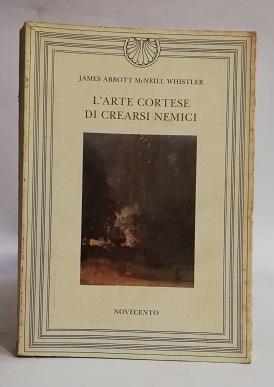 JAMES ABBOTT McNEILL WHISTLER
L'ARTE CORTESE
DI CREARSI NEMICI
NOVECENTO